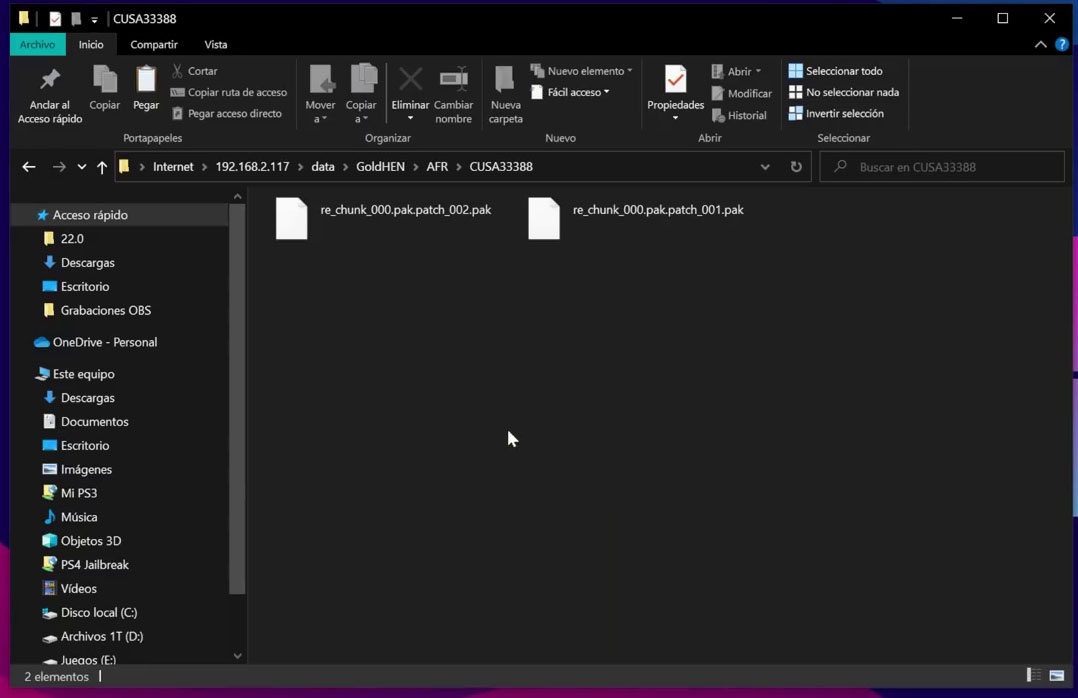 CUSA33388
Archivo
Inicio
Compartir
Vista
Andar al
Acceso rápido
Copiar
Pegar
Cortar
Copiar ruta de acceso
Pegar acceso directo
Portapapeles
Mover
a
Copiar
a
Eliminar
Cambiar
nombre
Organizar
Nueva
carpeta
Nuevo elemento
Fácil acceso
Nuevo
Propiedades
Abrir
Modificar
Historial
Abrir
Seleccionar todo
No seleccionar nada
Invertir selección
Seleccionar
Internet > 192.168.2.117 > data > GoldHEN > AFR > CUSA33388
Buscar en CUSA33388
Acceso rápido
22.0
Descargas
Escritorio
Grabaciones OBS
OneDrive - Personal
Este equipo
Descargas
Documentos
Escritorio
Imágenes
Mi PS3
Música
Objetos 3D
PS4 Jailbreak
Vídeos
Disco local (C:)
Archivos 1T (D:)
Juegos (E:)
re_chunk_000.pak.patch_002.pak
re_chunk_000.pak.patch_001.pak
2 elementos